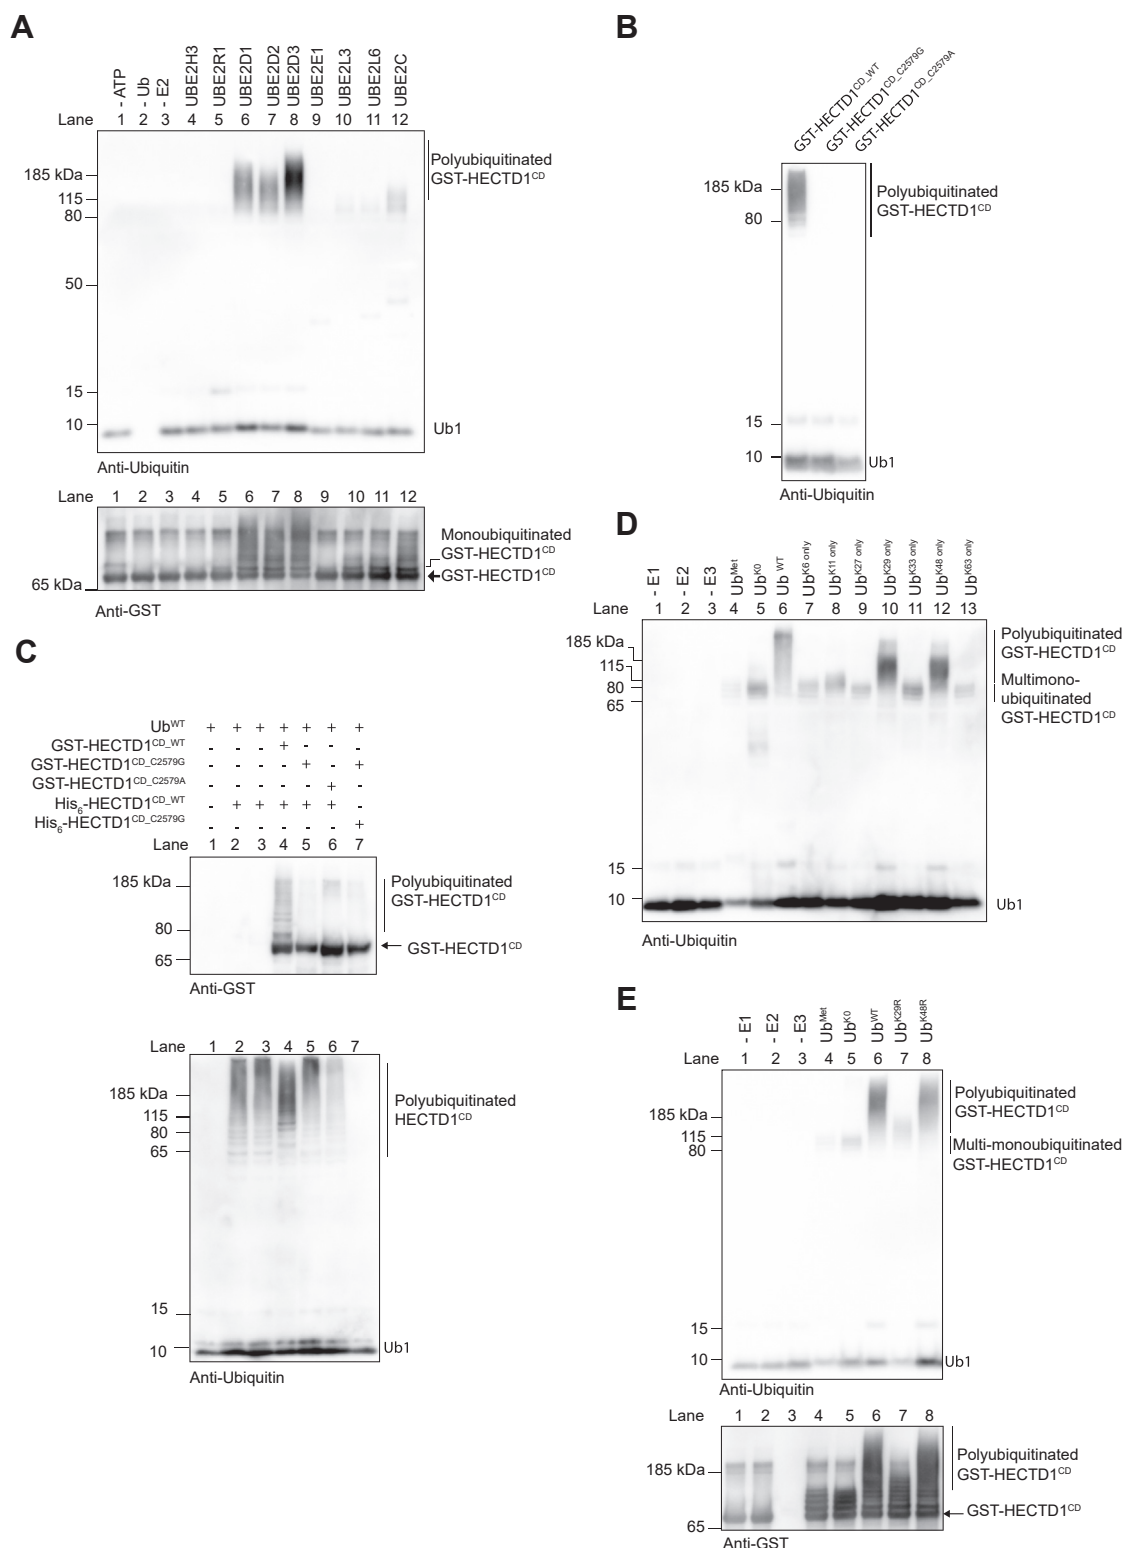 A
- ATP
- Ub
- E2
UBE2H3
UBE2R1
UBE2D1
UBE2D2
UBE2D3
UBE2E1
UBE2L3
UBE2L6
UBE2C
Lane 1 2 3 4 5 6 7 8 9 10 11 12
185 kDa
115
80
50
15
10
Polyubiquitinated
GST-HECTD1CD
Ub1
Anti-Ubiquitin
Lane 1 2 3 4 5 6 7 8 9 10 11 12
65 kDa
Monoubiquitinated
GST-HECTD1CD
GST-HECTD1CD
Anti-GST
B
GST-HECTD1CD_WT
GST-HECTD1CD_C2579G
GST-HECTD1CD_C2579A
185 kDa
80
15
10
Polyubiquitinated
GST-HECTD1CD
Ub1
Anti-Ubiquitin
C
UbWT + + + + + + +
GST-HECTD1CD_WT - - - + - - -
GST-HECTD1CD_C2579G - - - - + - +
GST-HECTD1CD_C2579A - - - - - + -
His6-HECTD1CD_WT - + + + + + -
His6-HECTD1CD_C2579G - - - - - - +
Lane 1 2 3 4 5 6 7
185 kDa
80
65
Polyubiquitinated
GST-HECTD1CD
GST-HECTD1CD
Anti-GST
Lane 1 2 3 4 5 6 7
185 kDa
115
80
65
15
10
Polyubiquitinated
HECTD1CD
Ub1
Anti-Ubiquitin
D
- E1
- E2
- E3
UbMet
UbK0
Ub WT
UbK6 only
UbK11 only
UbK27 only
UbK29 only
UbK33 only
UbK48 only
UbK63 only
Lane 1 2 3 4 5 6 7 8 9 10 11 12 13
185 kDa
115
80
65
15
10
Polyubiquitinated
GST-HECTD1CD
Multimono-
ubiquitinated
GST-HECTD1CD
Ub1
Anti-Ubiquitin
E
- E1
- E2
- E3
UbMet
UbK0
UbWT
UbK29R
UbK48R
Lane 1 2 3 4 5 6 7 8
185 kDa
115
80
15
10
Polyubiquitinated
GST-HECTD1CD
Multi-monoubiquitinated
GST-HECTD1CD
Ub1
Anti-Ubiquitin
Lane 1 2 3 4 5 6 7 8
185 kDa
65
Polyubiquitinated
GST-HECTD1CD
GST-HECTD1CD
Anti-GST